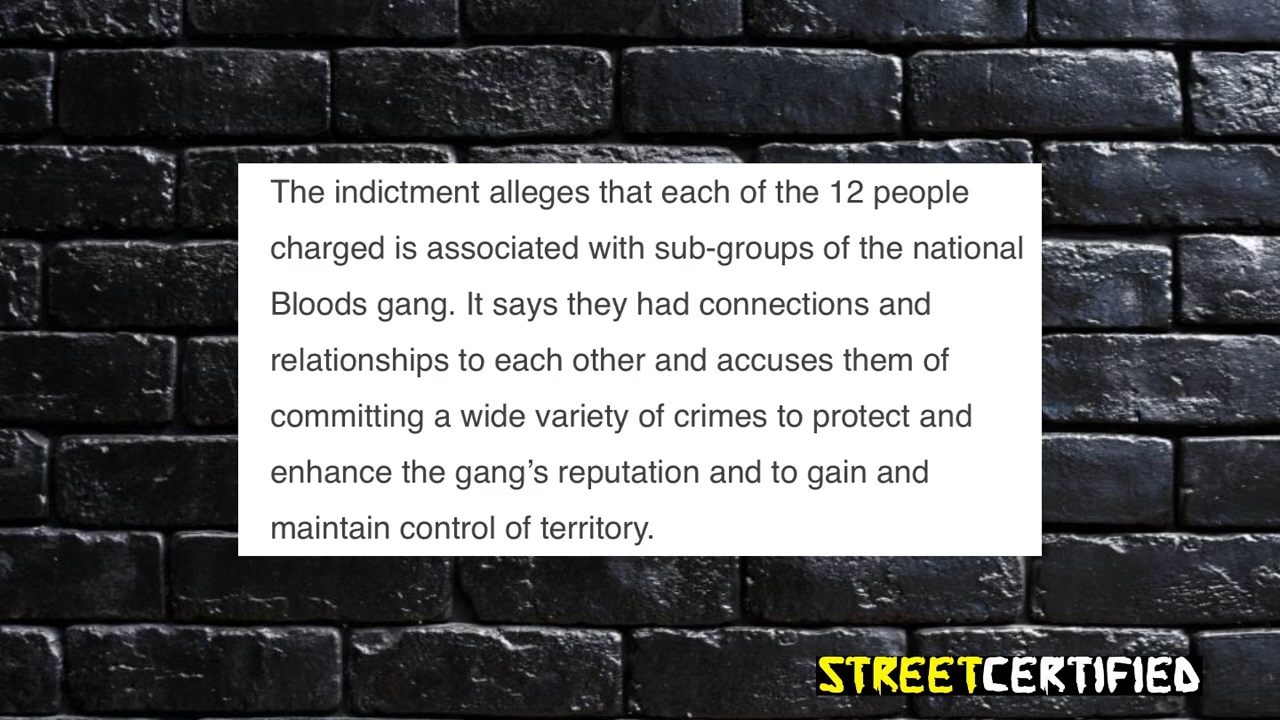 The indictment alleges that each of the 12 people
charged is associated with sub-groups of the national
Bloods gang. It says they had connections and
relationships to each other and accuses them of
committing a wide variety of crimes to protect and
enhance the gang’s reputation and to gain and
maintain control of territory.
STREETCERTIFIED